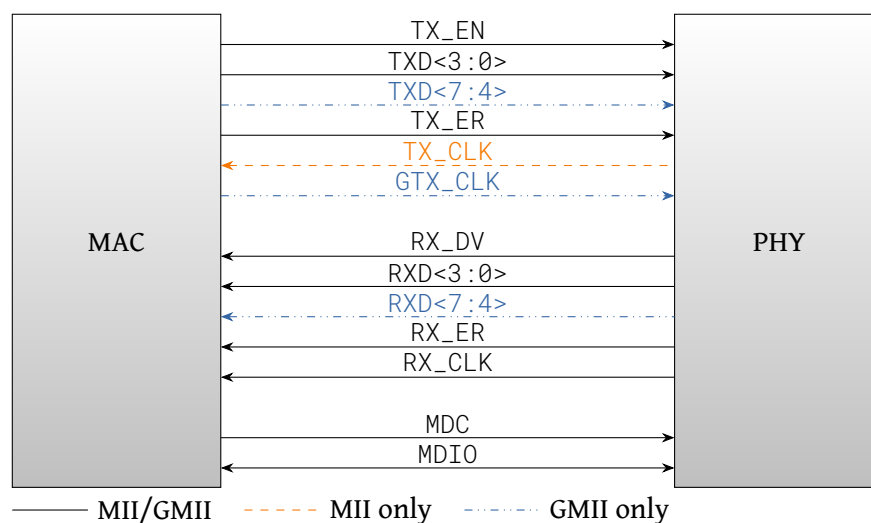 TX_EN
TXD<3:0>
TXD<7:4>
TX_ER
TX_CLK
GTX_CLK
MAC
RX_DV
PHY
RXD<3:0>
RXD<7:4>
RX_ER
RX_CLK
MDC
MDIO
MII/GMII
MII only
GMII only